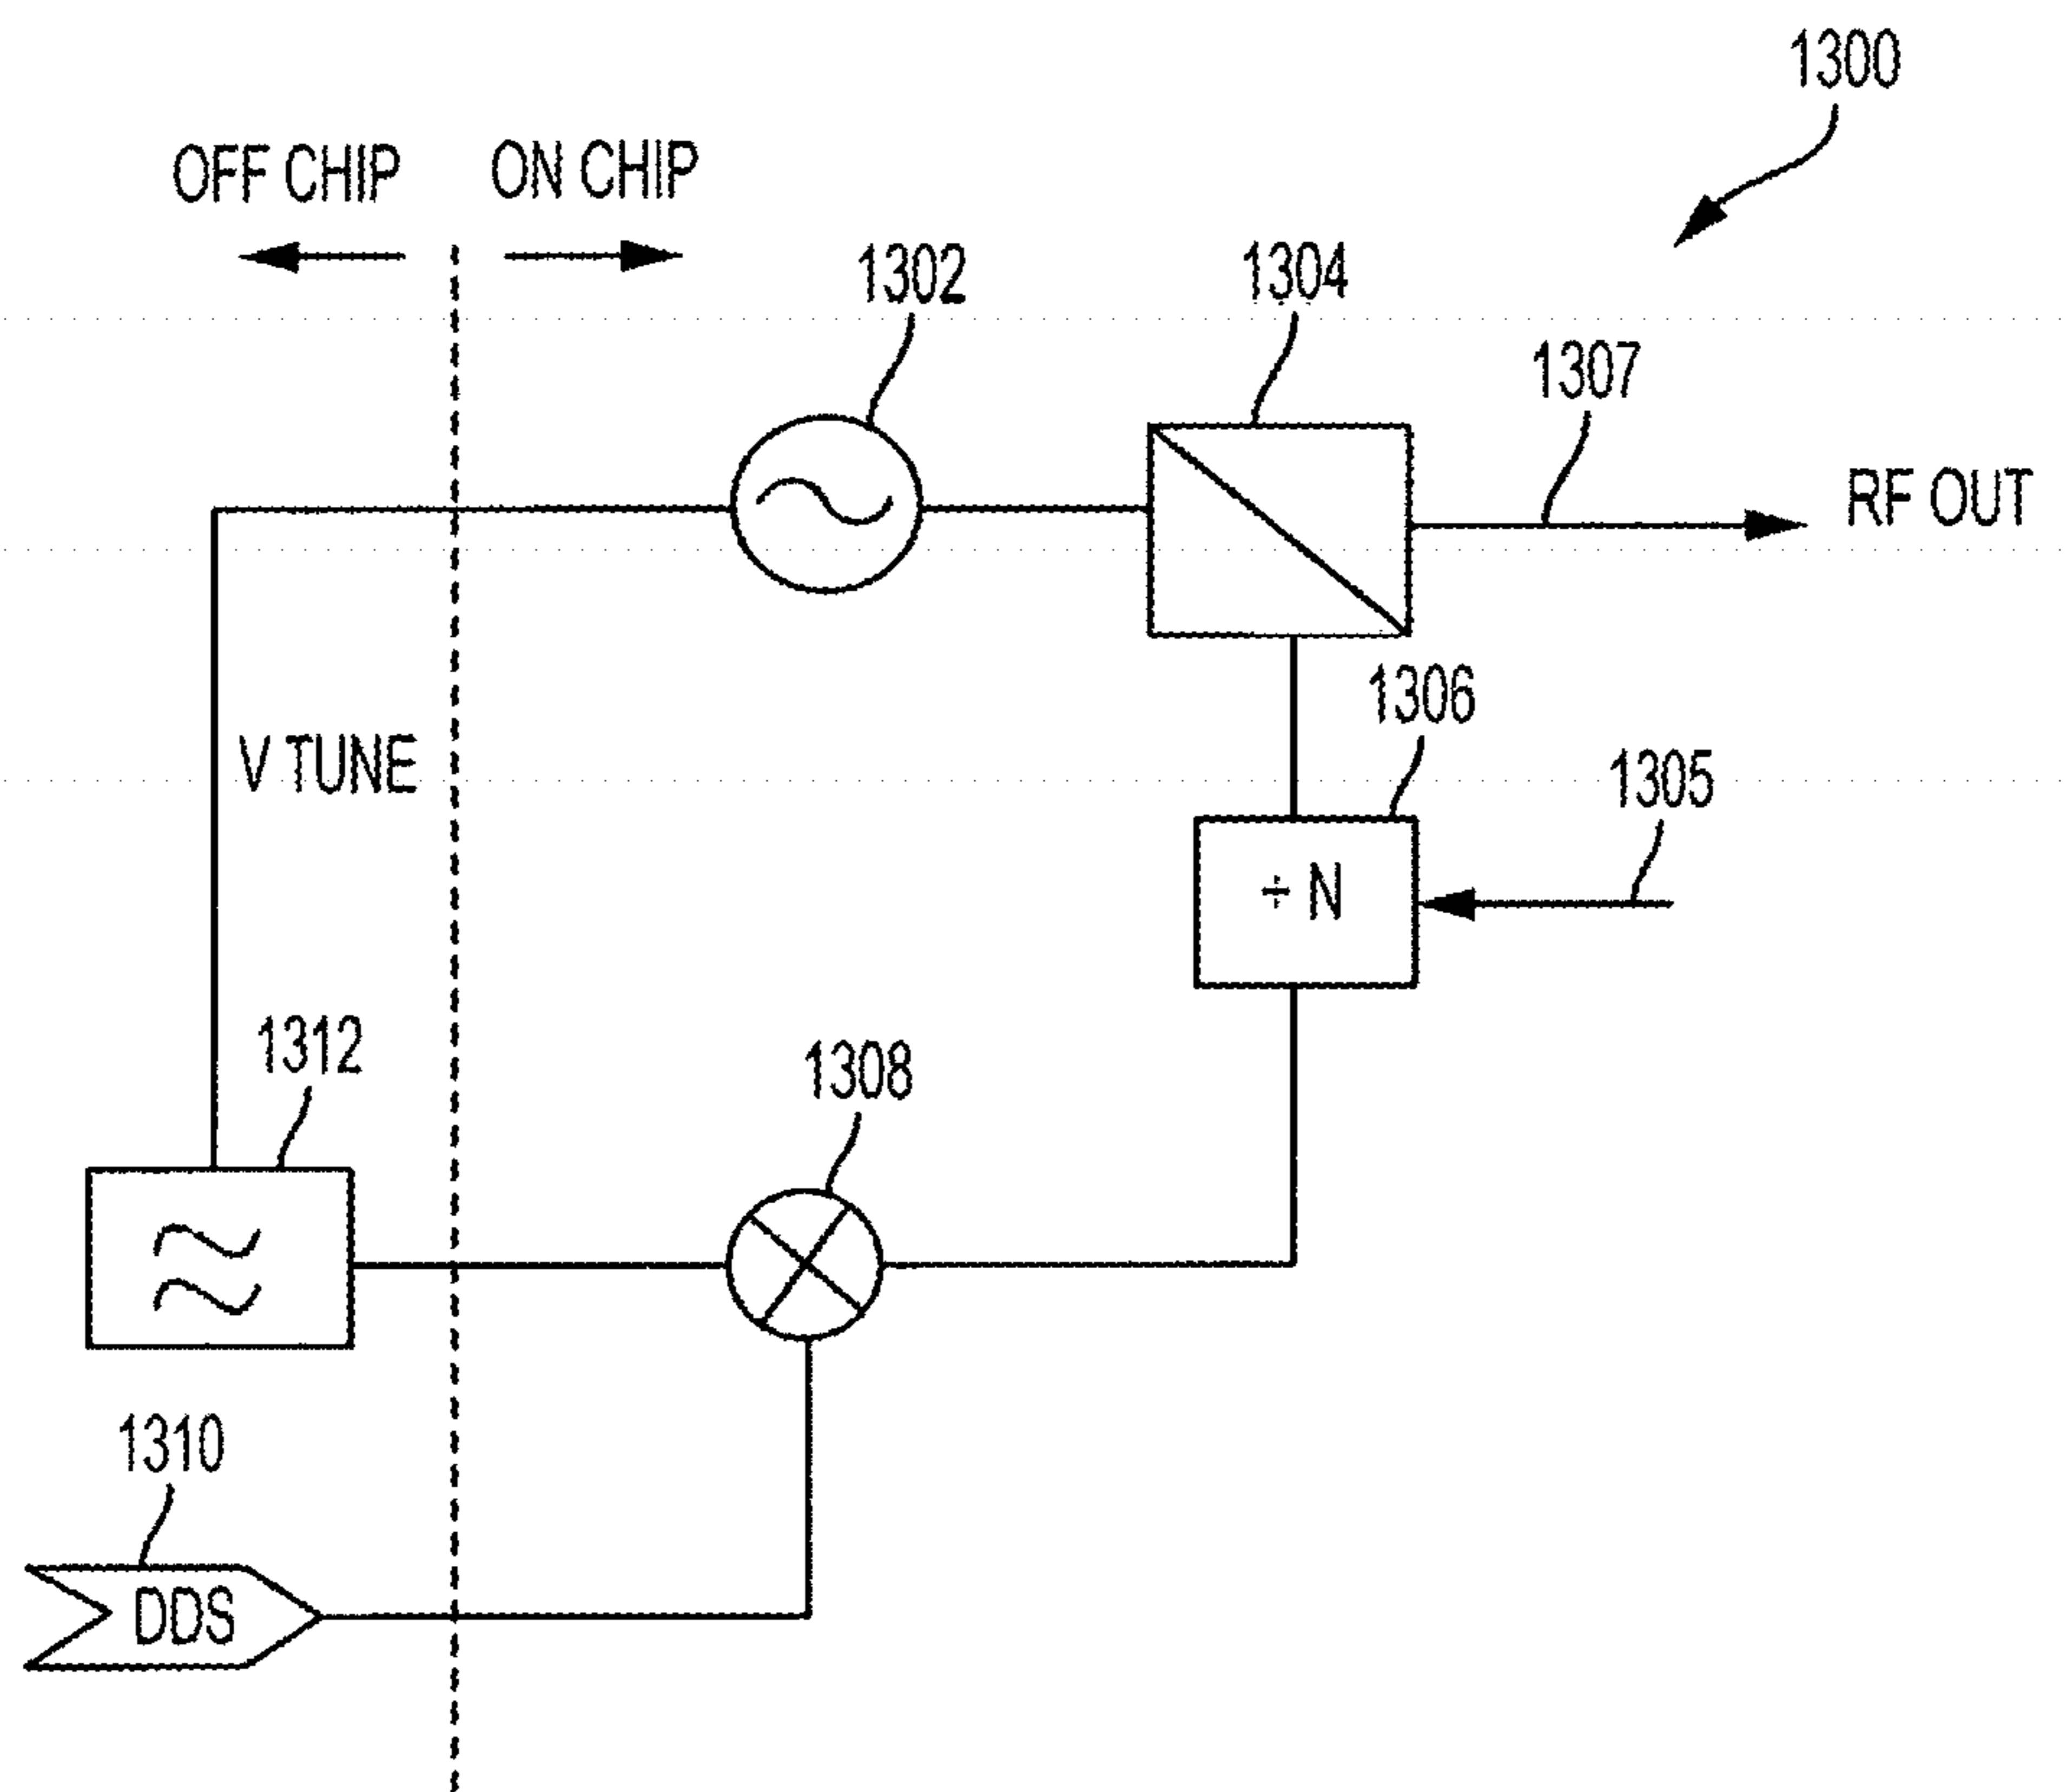 1300
OFF CHIP
ON CHIP
1302
1304
1307
RF OUT
V TUNE
1306
1305
÷ N
1312
1308
1310
DDS